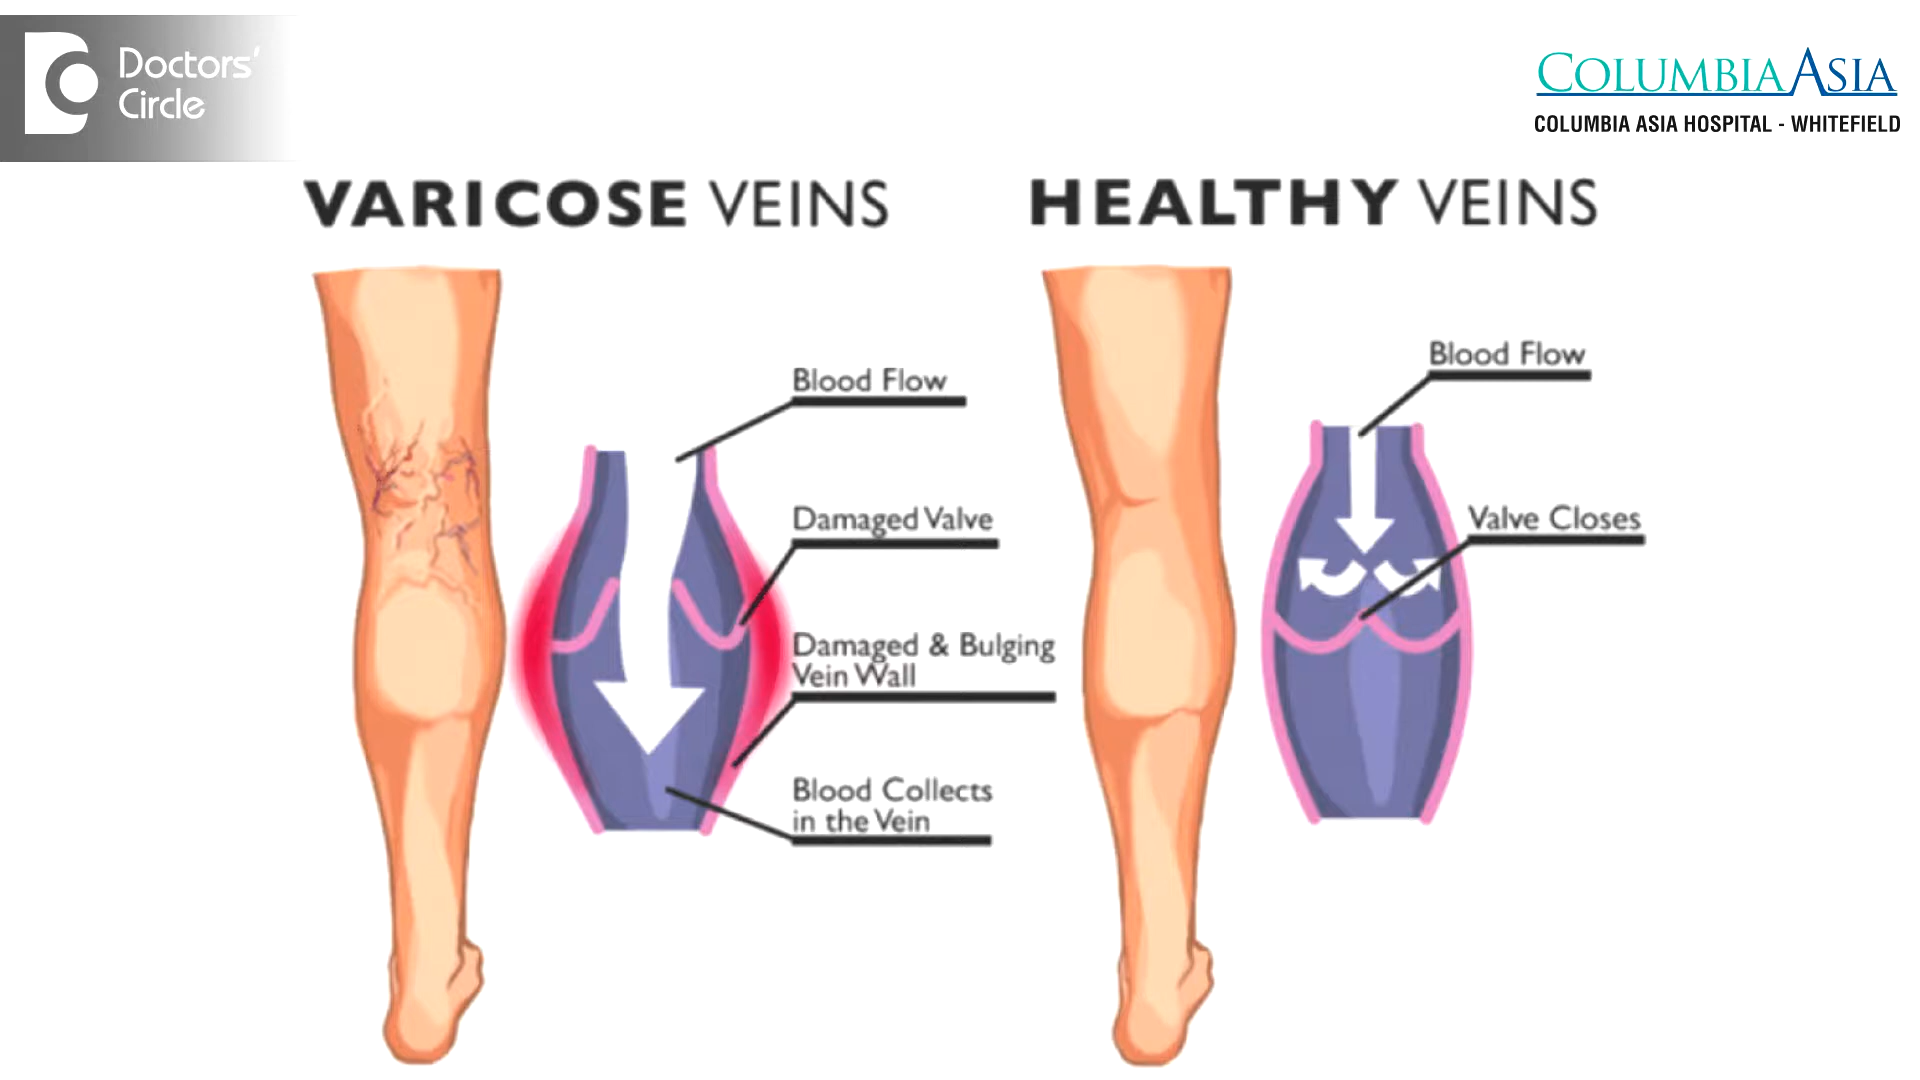 Doctors'
Circle
COLUMBIA ASIA
COLUMBIA ASIA HOSPITAL - WHITEFIELD
VARICOSE VEINS
HEALTHY VEINS
Blood Flow
Damaged Valve
Damaged & Bulging
Vein Wall
Blood Collects
in the Vein
Blood Flow
Valve Closes